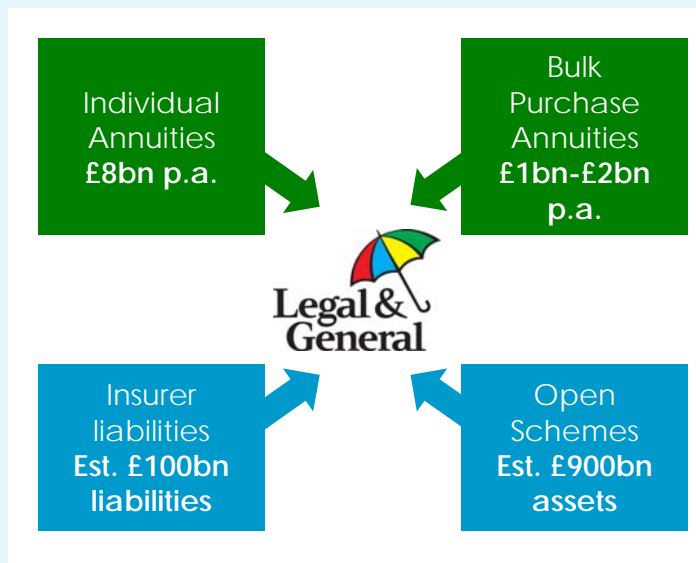 Individual
Annuities
£8bn p.a.
Bulk
Purchase
Annuities
£1bn-£2bn
p.a.
Legal &
General
Insurer
liabilities
Est. £100bn
liabilities
Open
Schemes
Est. £900bn
assets